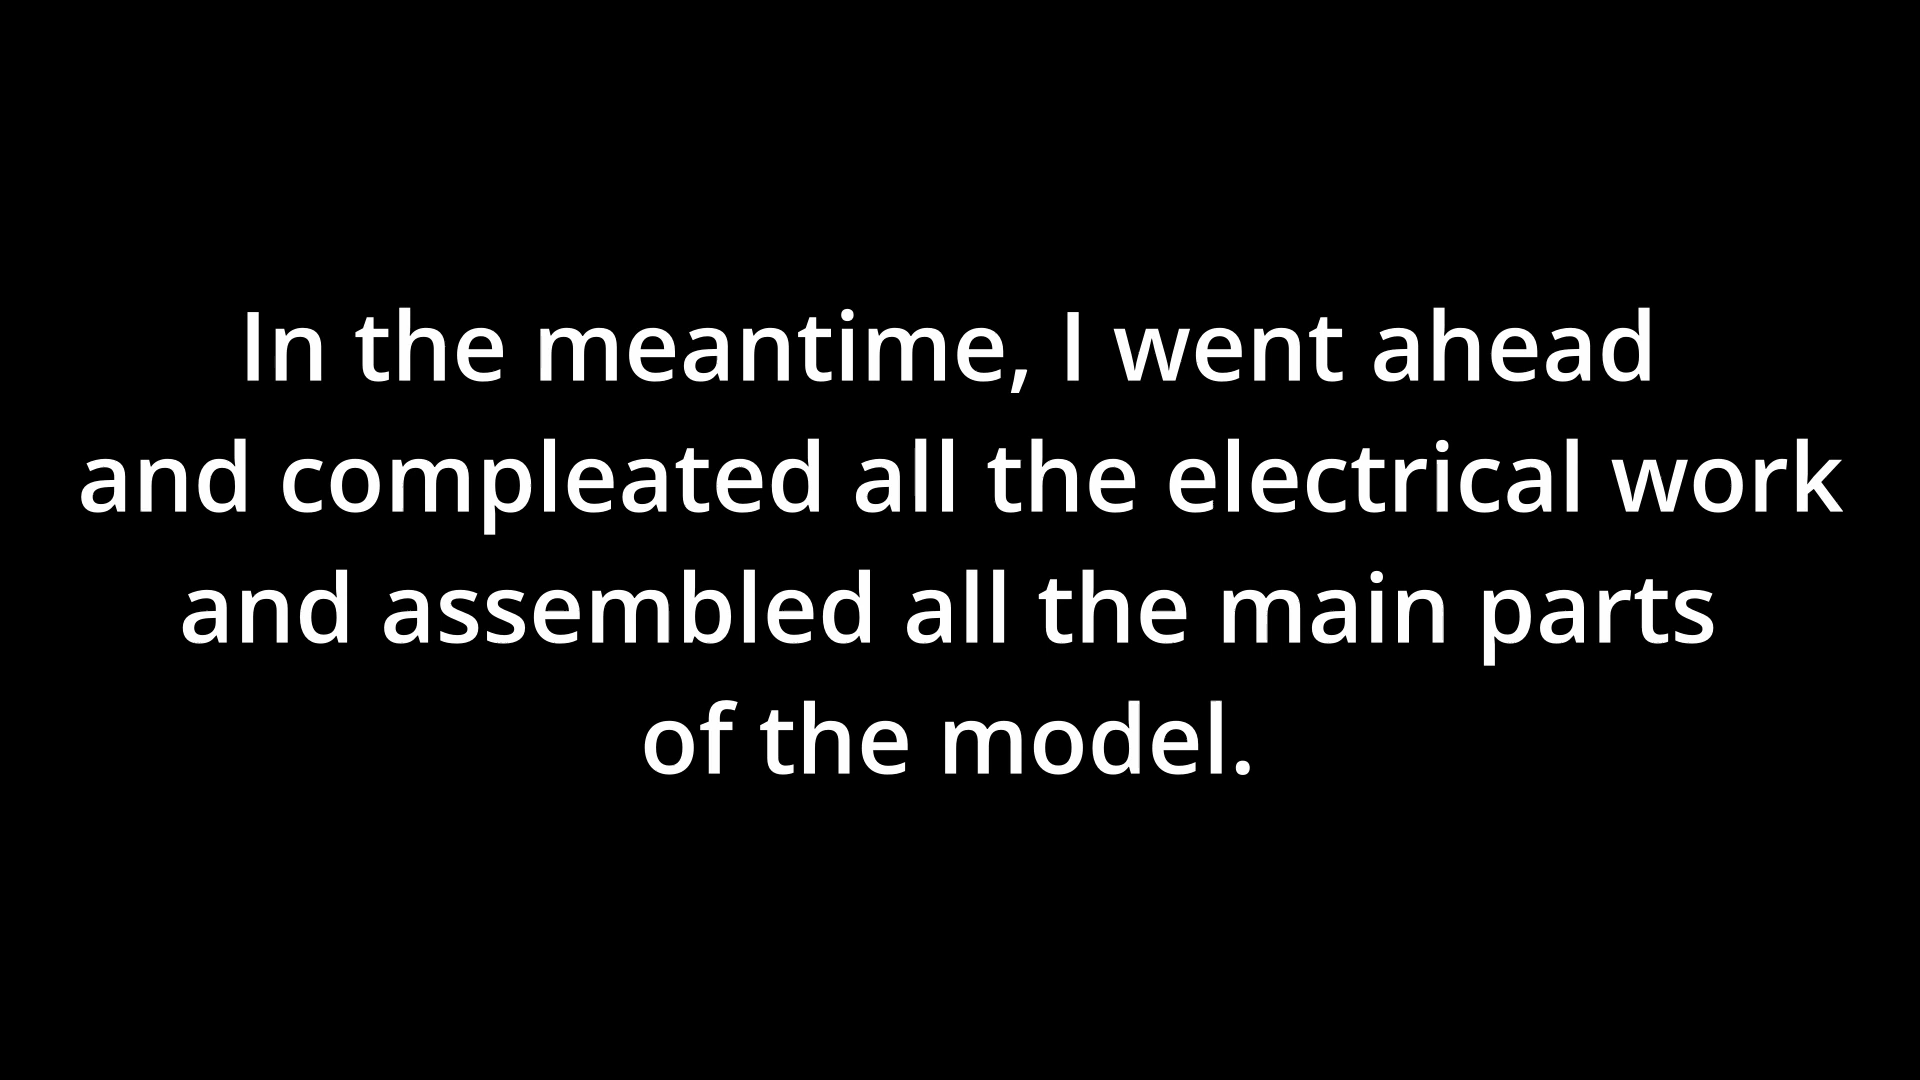 In the meantime, I went ahead
and compleated all the electrical work
and assembled all the main parts
of the model.